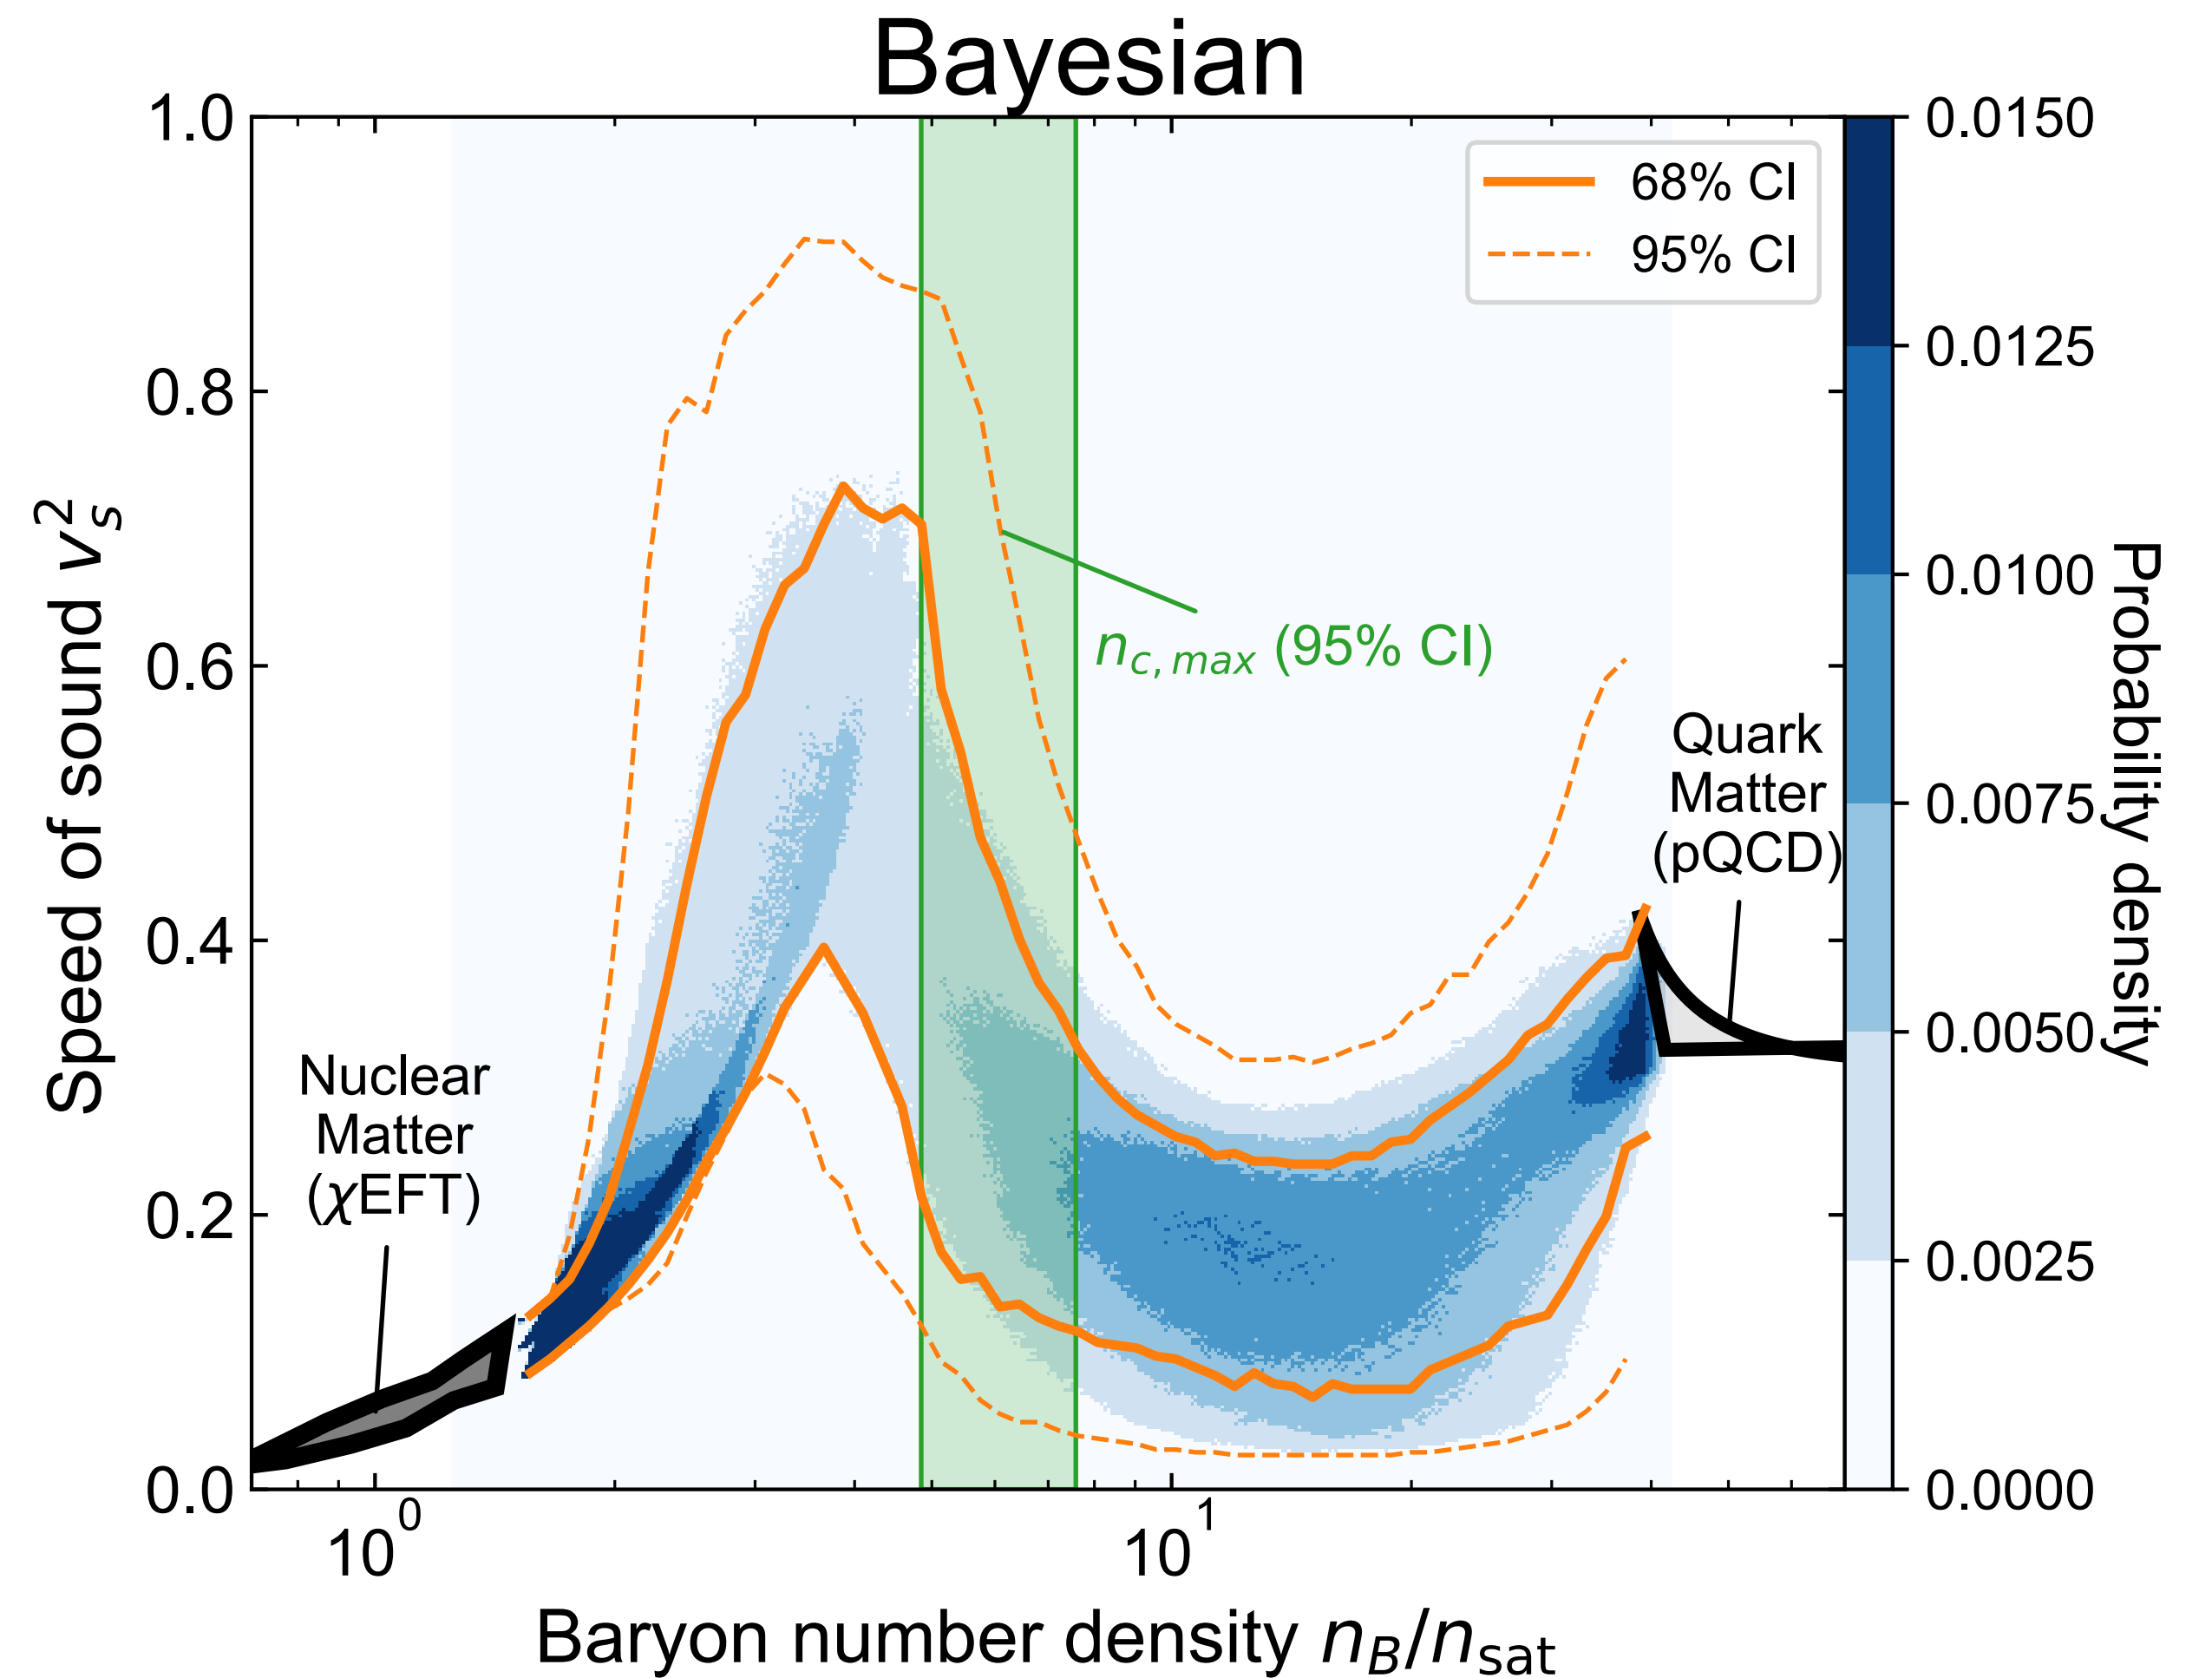 Bayesian
1.0
0.8
0.6
0.4
0.2
0.0
Speed of sound v_s^2
68% CI
95% CI
n_{c, max} (95% CI)
Nuclear
Matter
(χEFT)
Quark
Matter
(pQCD)
10^0
10^1
Baryon number density n_B/n_sat
0.0150
0.0125
0.0100
0.0075
0.0050
0.0025
0.0000
Probability density